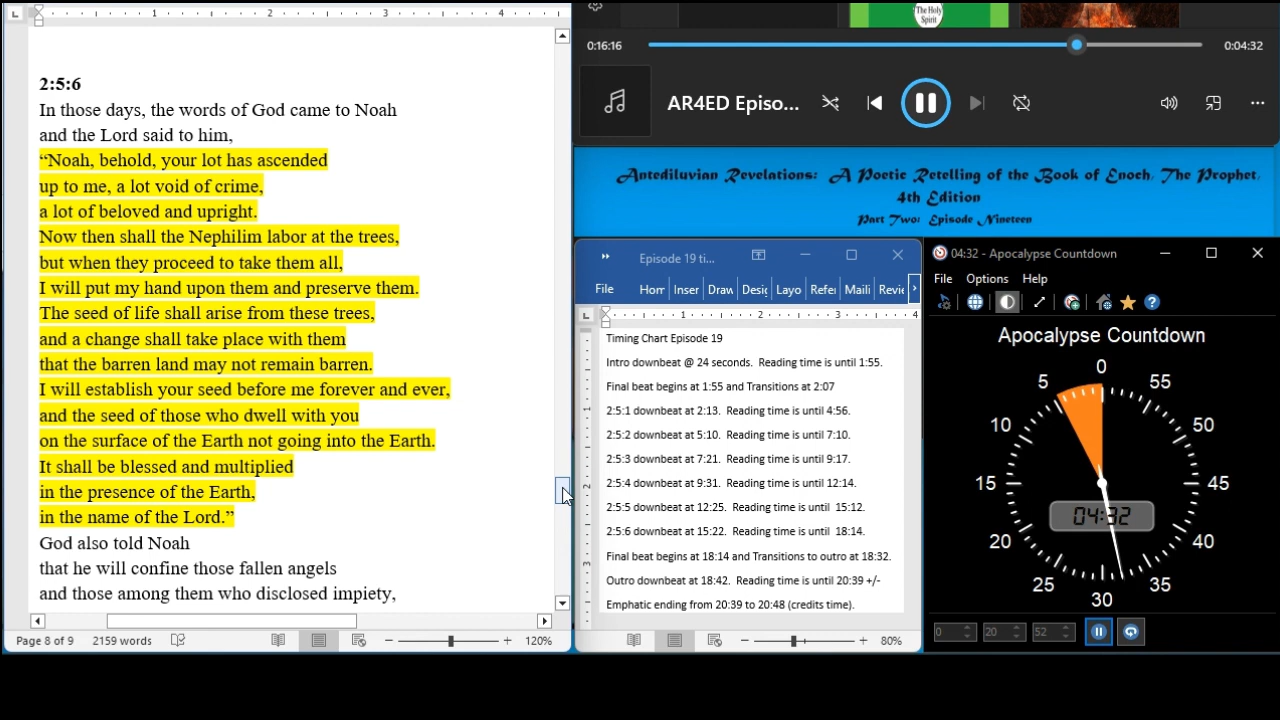 2:5:6
In those days, the words of God came to Noah
and the Lord said to him,
“Noah, behold, your lot has ascended
up to me, a lot void of crime,
a lot of beloved and upright.
Now then shall the Nephilim labor at the trees,
but when they proceed to take them all,
I will put my hand upon them and preserve them.
The seed of life shall arise from these trees,
and a change shall take place with them
that the barren land may not remain barren.
I will establish your seed before me forever and ever,
and the seed of those who dwell with you
on the surface of the Earth not going into the Earth.
It shall be blessed and multiplied
in the presence of the Earth,
in the name of the Lord.”
God also told Noah
that he will confine those fallen angels
and those among them who disclosed impiety,
Page 8 of 9 2159 words 120%
The Holy
Spirit
0:16:16 0:04:32
AR4ED Episo...
Antediluvian Revelations: A Poetic Retelling of the Book of Enoch, The Prophet,
4th Edition
Part Two: Episode Nineteen
Episode 19 ti...
File Hom Inser Draw Desig Layo Refer Maili Revie
Timing Chart Episode 19
Intro downbeat @ 24 seconds. Reading time is until 1:55.
Final beat begins at 1:55 and Transitions at 2:07
2:5:1 downbeat at 2:13. Reading time is until 4:56.
2:5:2 downbeat at 5:10. Reading time is until 7:10.
2:5:3 downbeat at 7:21. Reading time is until 9:17.
2:5:4 downbeat at 9:31. Reading time is until 12:14.
2:5:5 downbeat at 12:25. Reading time is until 15:12.
2:5:6 downbeat at 15:22. Reading time is until 18:14.
Final beat begins at 18:14 and Transitions to outro at 18:32.
Outro downbeat at 18:42. Reading time is until 20:39 +/-
Emphatic ending from 20:39 to 20:48 (credits time).
80%
04:32 - Apocalypse Countdown
File Options Help
Apocalypse Countdown
0
5 55
10 50
15 45
04:32
20 40
25 35
30
0 20 52